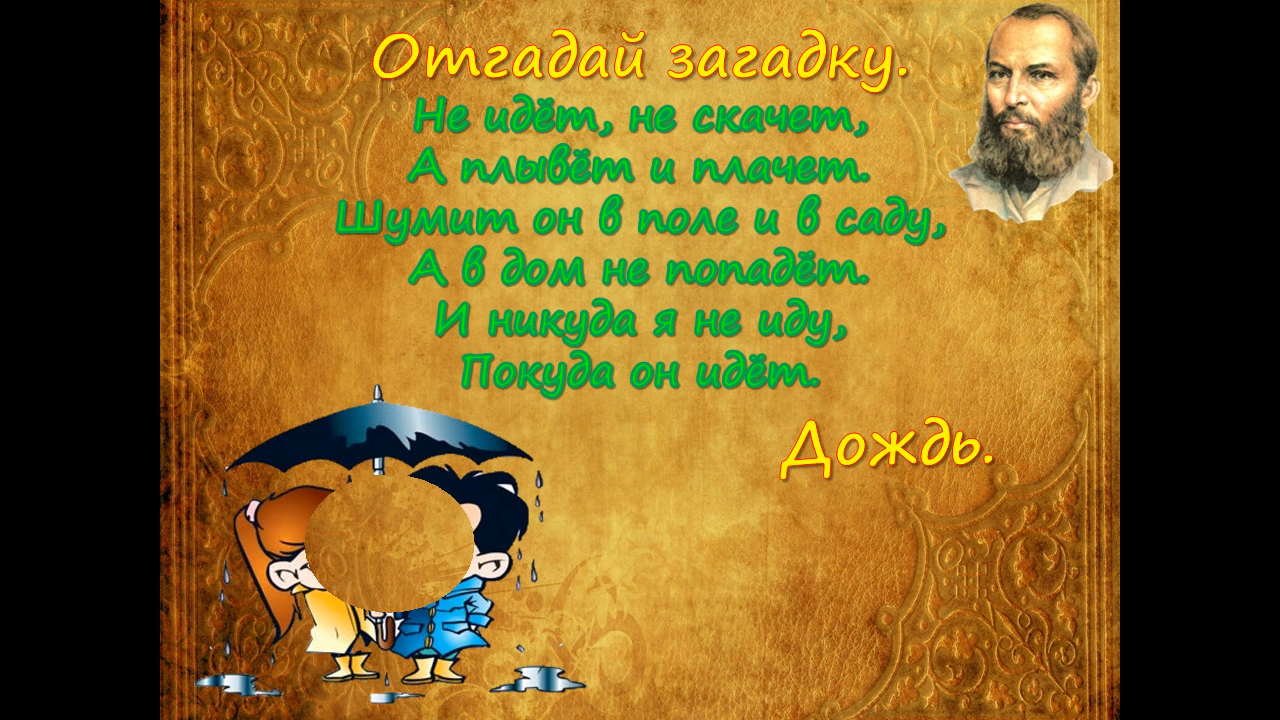 Отгадай загадку.
Не идёт, не скачет,
А плывёт и плачет.
Шумит он в поле и в саду,
А в дом не попадёт.
И никуда я не иду,
Покуда он идёт.
Дождь.